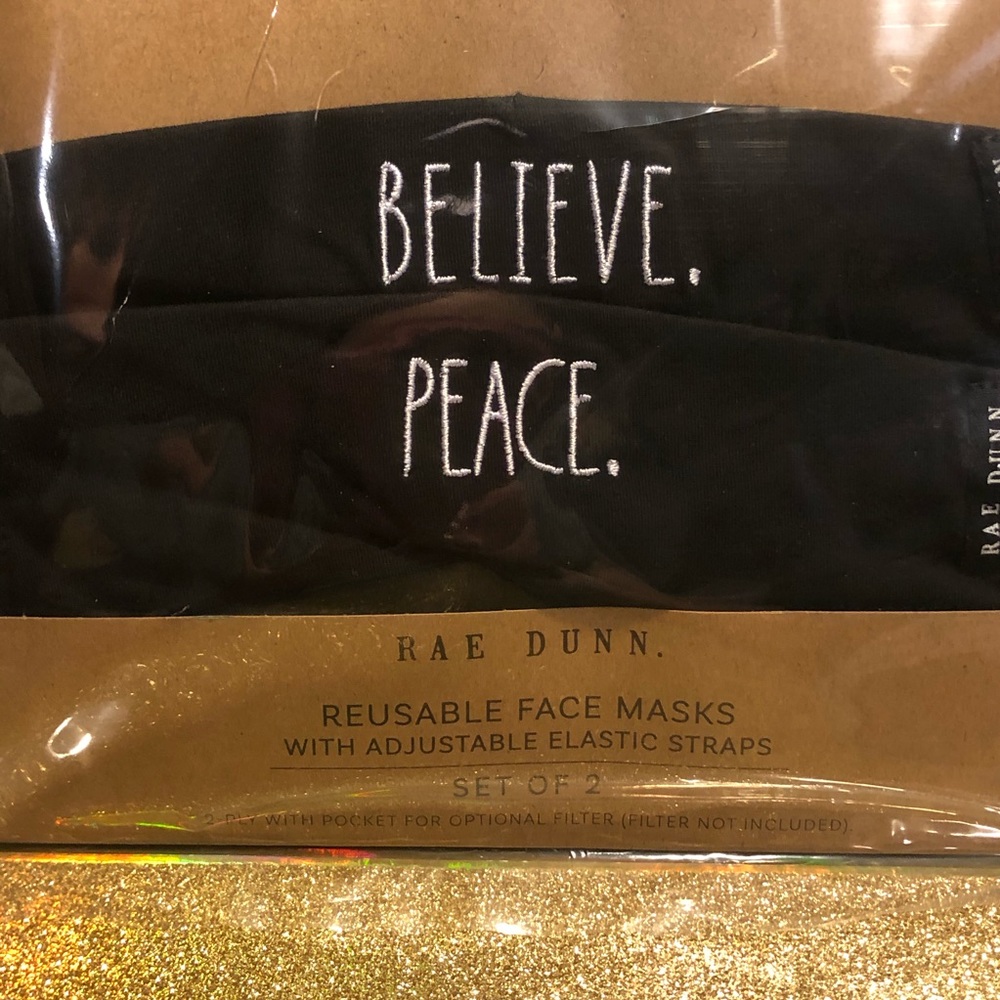 BELIEVE.
PEACE.
RAE DUNN
RAE DUNN.
REUSABLE FACE MASKS
WITH ADJUSTABLE ELASTIC STRAPS
SET OF 2
2-PLY WITH POCKET FOR OPTIONAL FILTER (FILTER NOT INCLUDED).